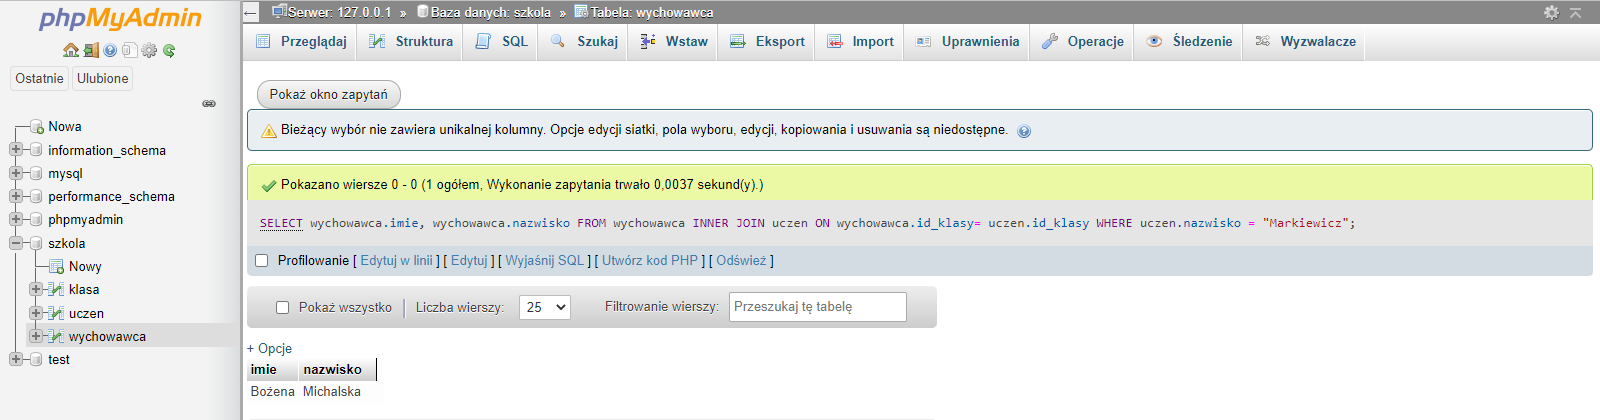 phpMyAdmin
Ostatnie Ulubione
Nowa
information_schema
mysql
performance_schema
phpmyadmin
szkola
Nowy
klasa
uczen
wychowawca
test
Serwer: 127.0.0.1 » Baza danych: szkola » Tabela: wychowawca
Przeglądaj Struktura SQL Szukaj Wstaw Eksport Import Uprawnienia Operacje Śledzenie Wyzwalacze
Pokaż okno zapytań
Bieżący wybór nie zawiera unikalnej kolumny. Opcje edycji siatki, pola wyboru, edycji, kopiowania i usuwania są niedostępne.
Pokazano wiersze 0 - 0 (1 ogółem, Wykonanie zapytania trwało 0,0037 sekund(y).)
SELECT wychowawca.imie, wychowawca.nazwisko FROM wychowawca INNER JOIN uczen ON wychowawca.id_klasy= uczen.id_klasy WHERE uczen.nazwisko = "Markiewicz";
Profilowanie [ Edytuj w linii ] [ Edytuj ] [ Wyjaśnij SQL ] [ Utwórz kod PHP ] [ Odśwież ]
Pokaż wszystko | Liczba wierszy: 25 Filtrowanie wierszy: Przeszukaj tę tabelę
+ Opcje
imie nazwisko
Bożena Michalska